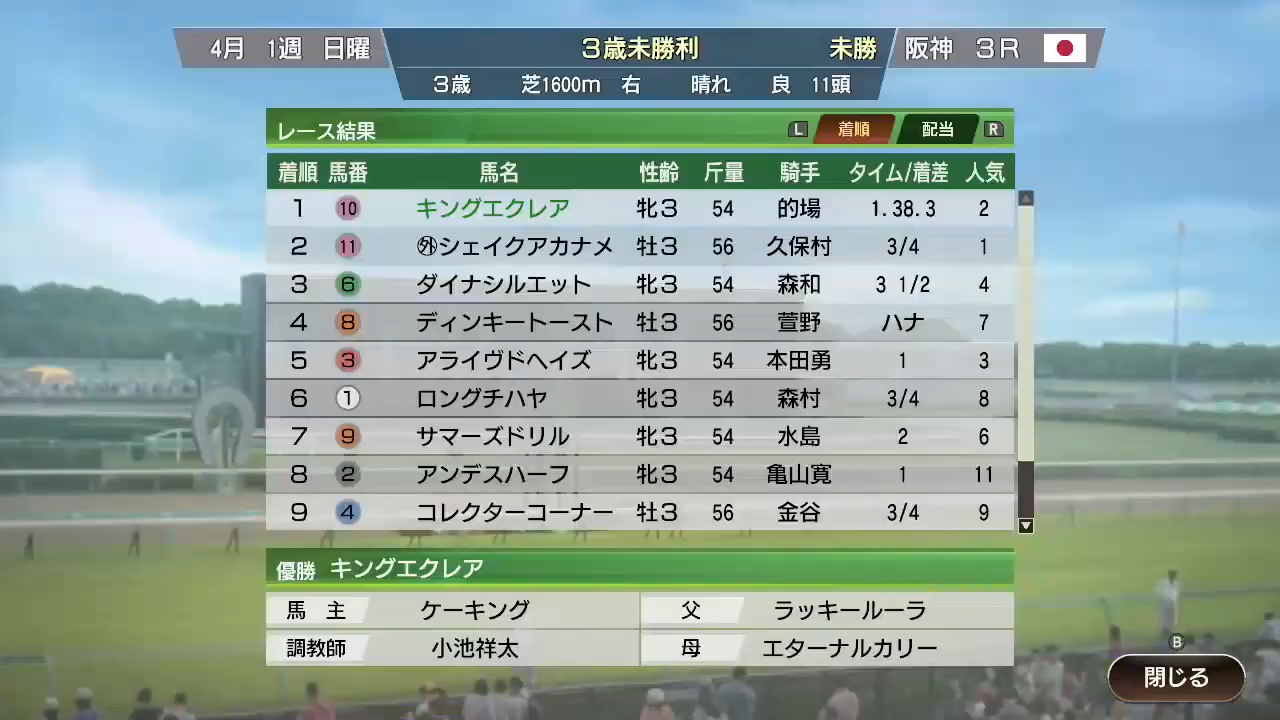 4月 1週 日曜 3歳未勝利 未勝 阪神 3R
3歳 芝1600m 右 晴れ 良 11頭
レース結果 L 着順 配当 R
着順 馬番 馬名 性齢 斤量 騎手 タイム/着差 人気
1 10 キングエクレア 牝3 54 的場 1.38.3 2
2 11 ㊕シェイクアカナメ 牡3 56 久保村 3/4 1
3 6 ダイナシルエット 牝3 54 森和 3 1/2 4
4 8 ディンキートースト 牡3 56 萱野 ハナ 7
5 3 アライヴドヘイズ 牝3 54 本田勇 1 3
6 1 ロングチハヤ 牝3 54 森村 3/4 8
7 9 サマーズドリル 牝3 54 水島 2 6
8 2 アンデスハーフ 牝3 54 亀山寛 1 11
9 4 コレクターコーナー 牡3 56 金谷 3/4 9
優勝 キングエクレア
馬主 ケーキング 父 ラッキールーラ
調教師 小池祥太 母 エターナルカリー
B
閉じる